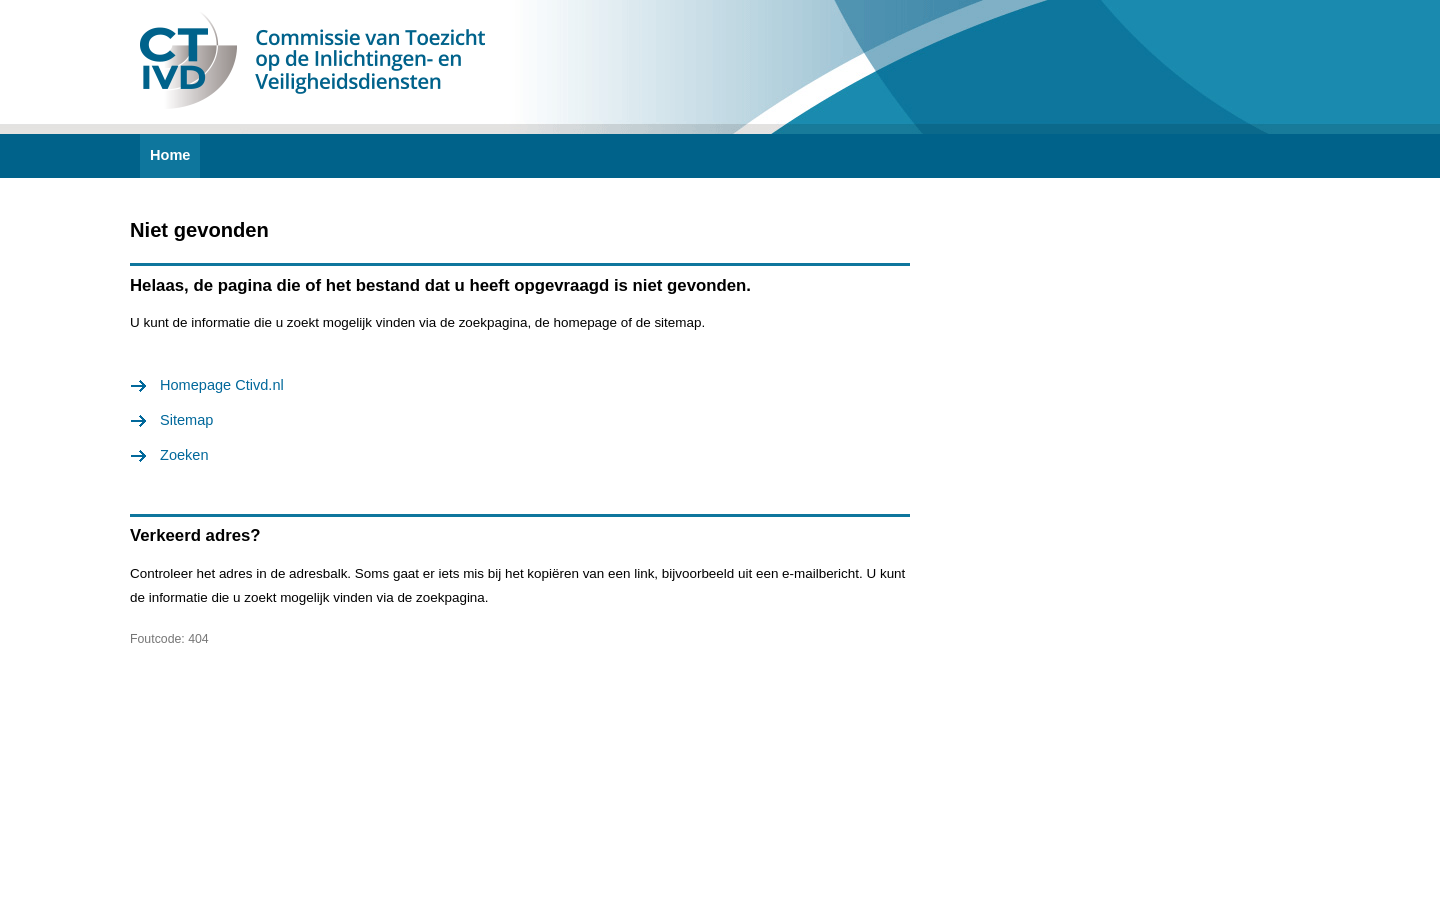 CT
IVD
Commissie van Toezicht
op de Inlichtingen- en
Veiligheidsdiensten
Home
Niet gevonden
Helaas, de pagina die of het bestand dat u heeft opgevraagd is niet gevonden.
U kunt de informatie die u zoekt mogelijk vinden via de zoekpagina, de homepage of de sitemap.
Homepage Ctivd.nl
Sitemap
Zoeken
Verkeerd adres?
Controleer het adres in de adresbalk. Soms gaat er iets mis bij het kopiëren van een link, bijvoorbeeld uit een e-mailbericht. U kunt
de informatie die u zoekt mogelijk vinden via de zoekpagina.
Foutcode: 404